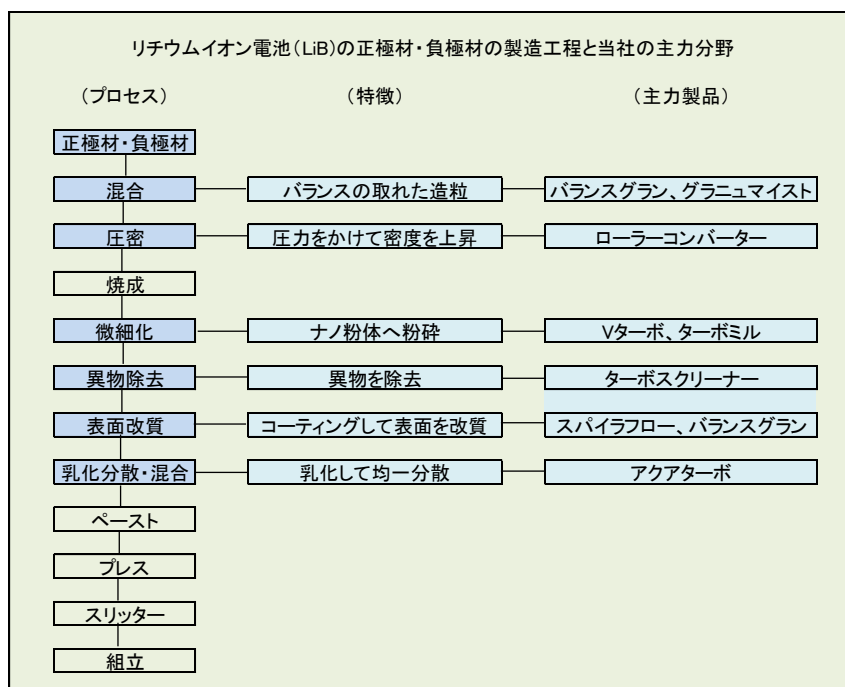 リチウムイオン電池(LiB)の正極材・負極材の製造工程と当社の主力分野
(プロセス) (特徴) (主力製品)
正極材・負極材
混合 バランスの取れた造粒 バランスグラン、グラニュマイスト
圧密 圧力をかけて密度を上昇 ローラーコンバーター
焼成
微細化 ナノ粉体へ粉砕 Vターボ、ターボミル
異物除去 異物を除去 ターボスクリーナー
表面改質 コーティングして表面を改質 スパイラフロー、バランスグラン
乳化分散・混合 乳化して均一分散 アクアターボ
ペースト
プレス
スリッター
組立